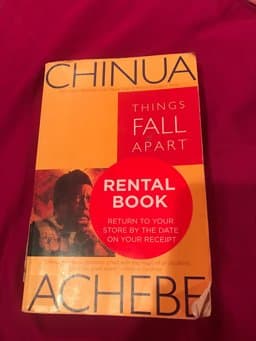 CHINUA
THINGS
FALL
APART
RENTAL
BOOK
RETURN TO YOUR
STORE BY THE DATE
ON YOUR RECEIPT
ACHEBE